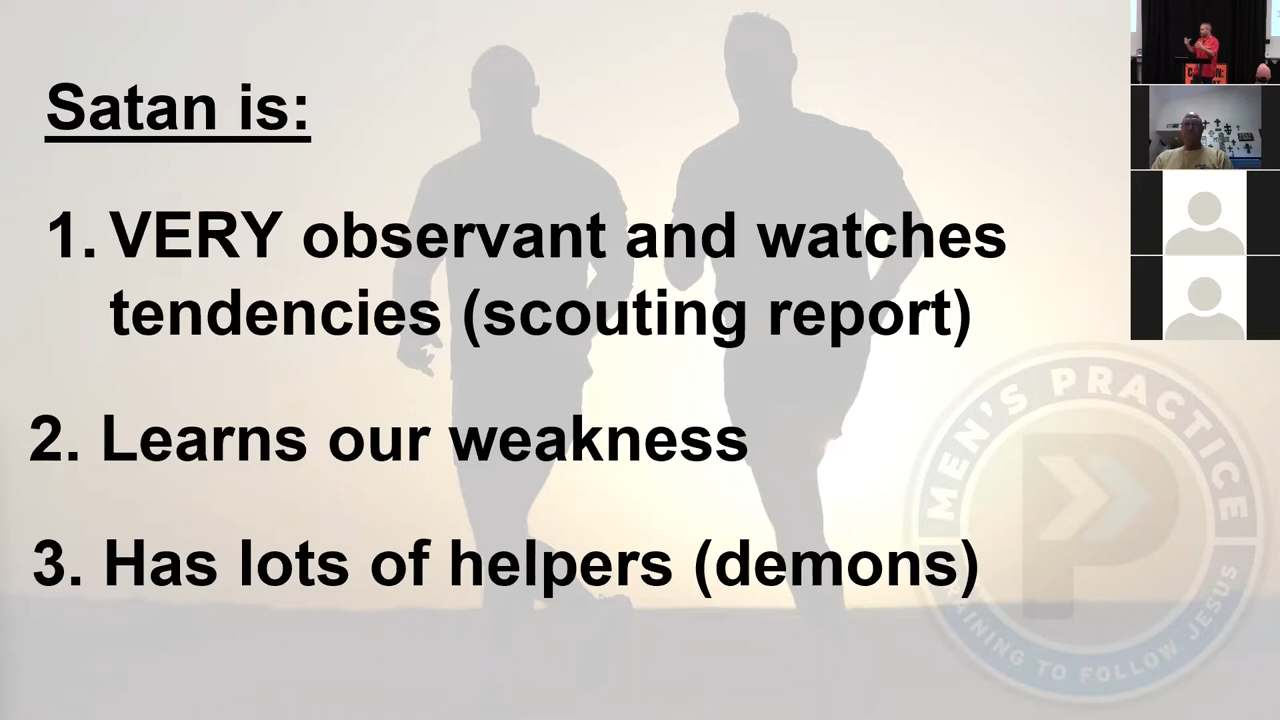 Satan is:
1. VERY observant and watches
tendencies (scouting report)
2. Learns our weakness
3. Has lots of helpers (demons)
MEN'S PRACTICE
P
TRAINING TO FOLLOW JESUS